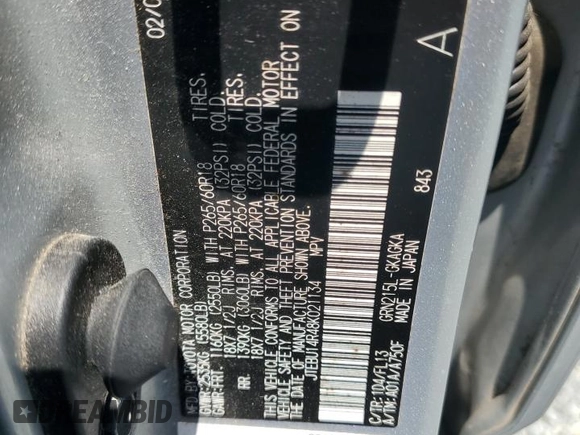 02/0
MFD.BY:TOYOTA MOTOR CORPORATION
GVWR:2535KG (5580LB)
GAWR-FRT. 1160KG (2550LB) WITH P265/60R18 TIRES.
18X7 1/2J RIMS. AT 220KPA (32PSI) COLD.
RR. 1390KG (3060LB) WITH P265/60R18 TIRES.
18X7 1/2J RIMS. AT 220KPA (32PSI) COLD.
THIS VEHICLE CONFORMS TO ALL APPLICABLE FEDERAL MOTOR
VEHICLE SAFETY AND THEFT PREVENTION STANDARDS IN EFFECT ON
THE DATE OF MANUFACTURE SHOWN ABOVE.
JTEBU14R48K021134 MPV
C/TR:1D4/FL13 GRN215L-GKAGKA
A/TM:A01A/A750F MADE IN JAPAN
843
A